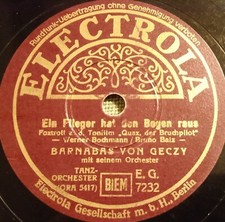 Rundfunk-Uebertragung ohne Genehmigung verboten.
ELECTROLA
Ein Flieger hat den Bogen raus
Foxtrott a. d. Tonfilm „Quax, der Bruchpilot"
— Werner Bochmann / Bruno Balz —
BARNABAS VON GECZY
mit seinem Orchester
TANZ-
ORCHESTER
(ORA 5417)
BIEM
E. G.
7232
Electrola Gesellschaft m. b. H., Berlin